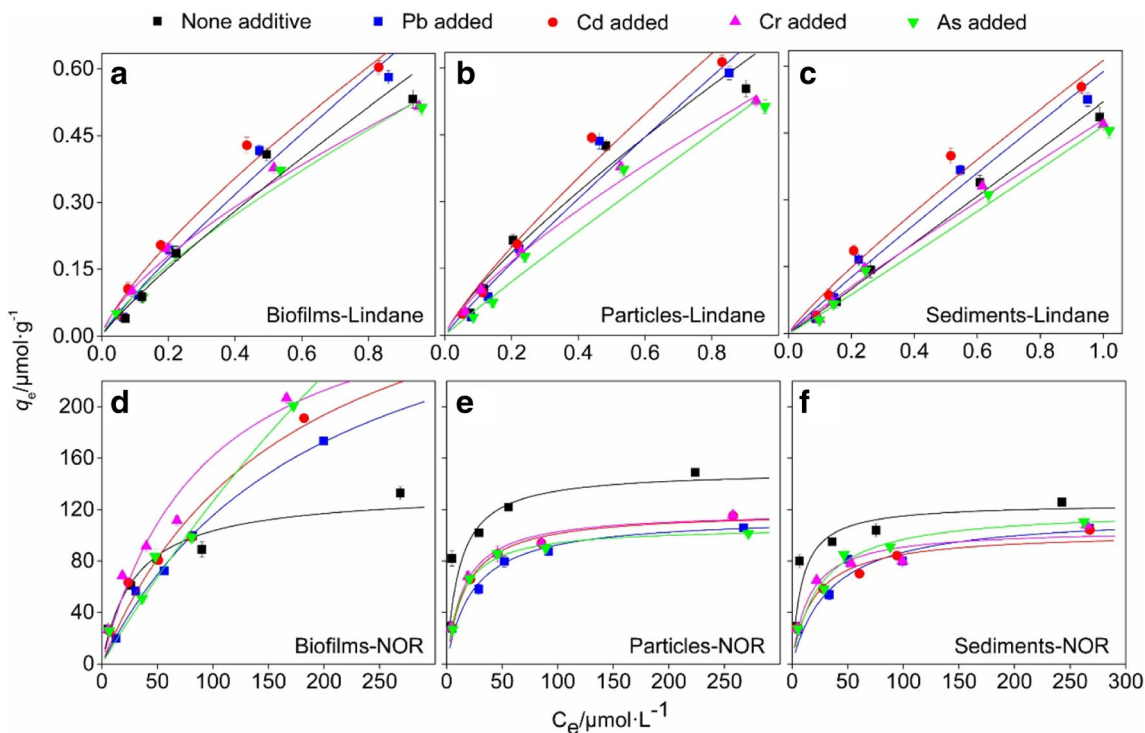 None additive Pb added Cd added Cr added As added
a b c
0.60
0.45
0.30
0.15
0.00
Biofilms-Lindane Particles-Lindane Sediments-Lindane
0.0 0.2 0.4 0.6 0.8 0.0 0.2 0.4 0.6 0.8 0.0 0.2 0.4 0.6 0.8 1.0
qe/μmol·g-1
d e f
200
160
120
80
40
0
Biofilms-NOR Particles-NOR Sediments-NOR
0 50 100 150 200 250 0 50 100 150 200 250 0 50 100 150 200 250 300
Ce/μmol·L-1